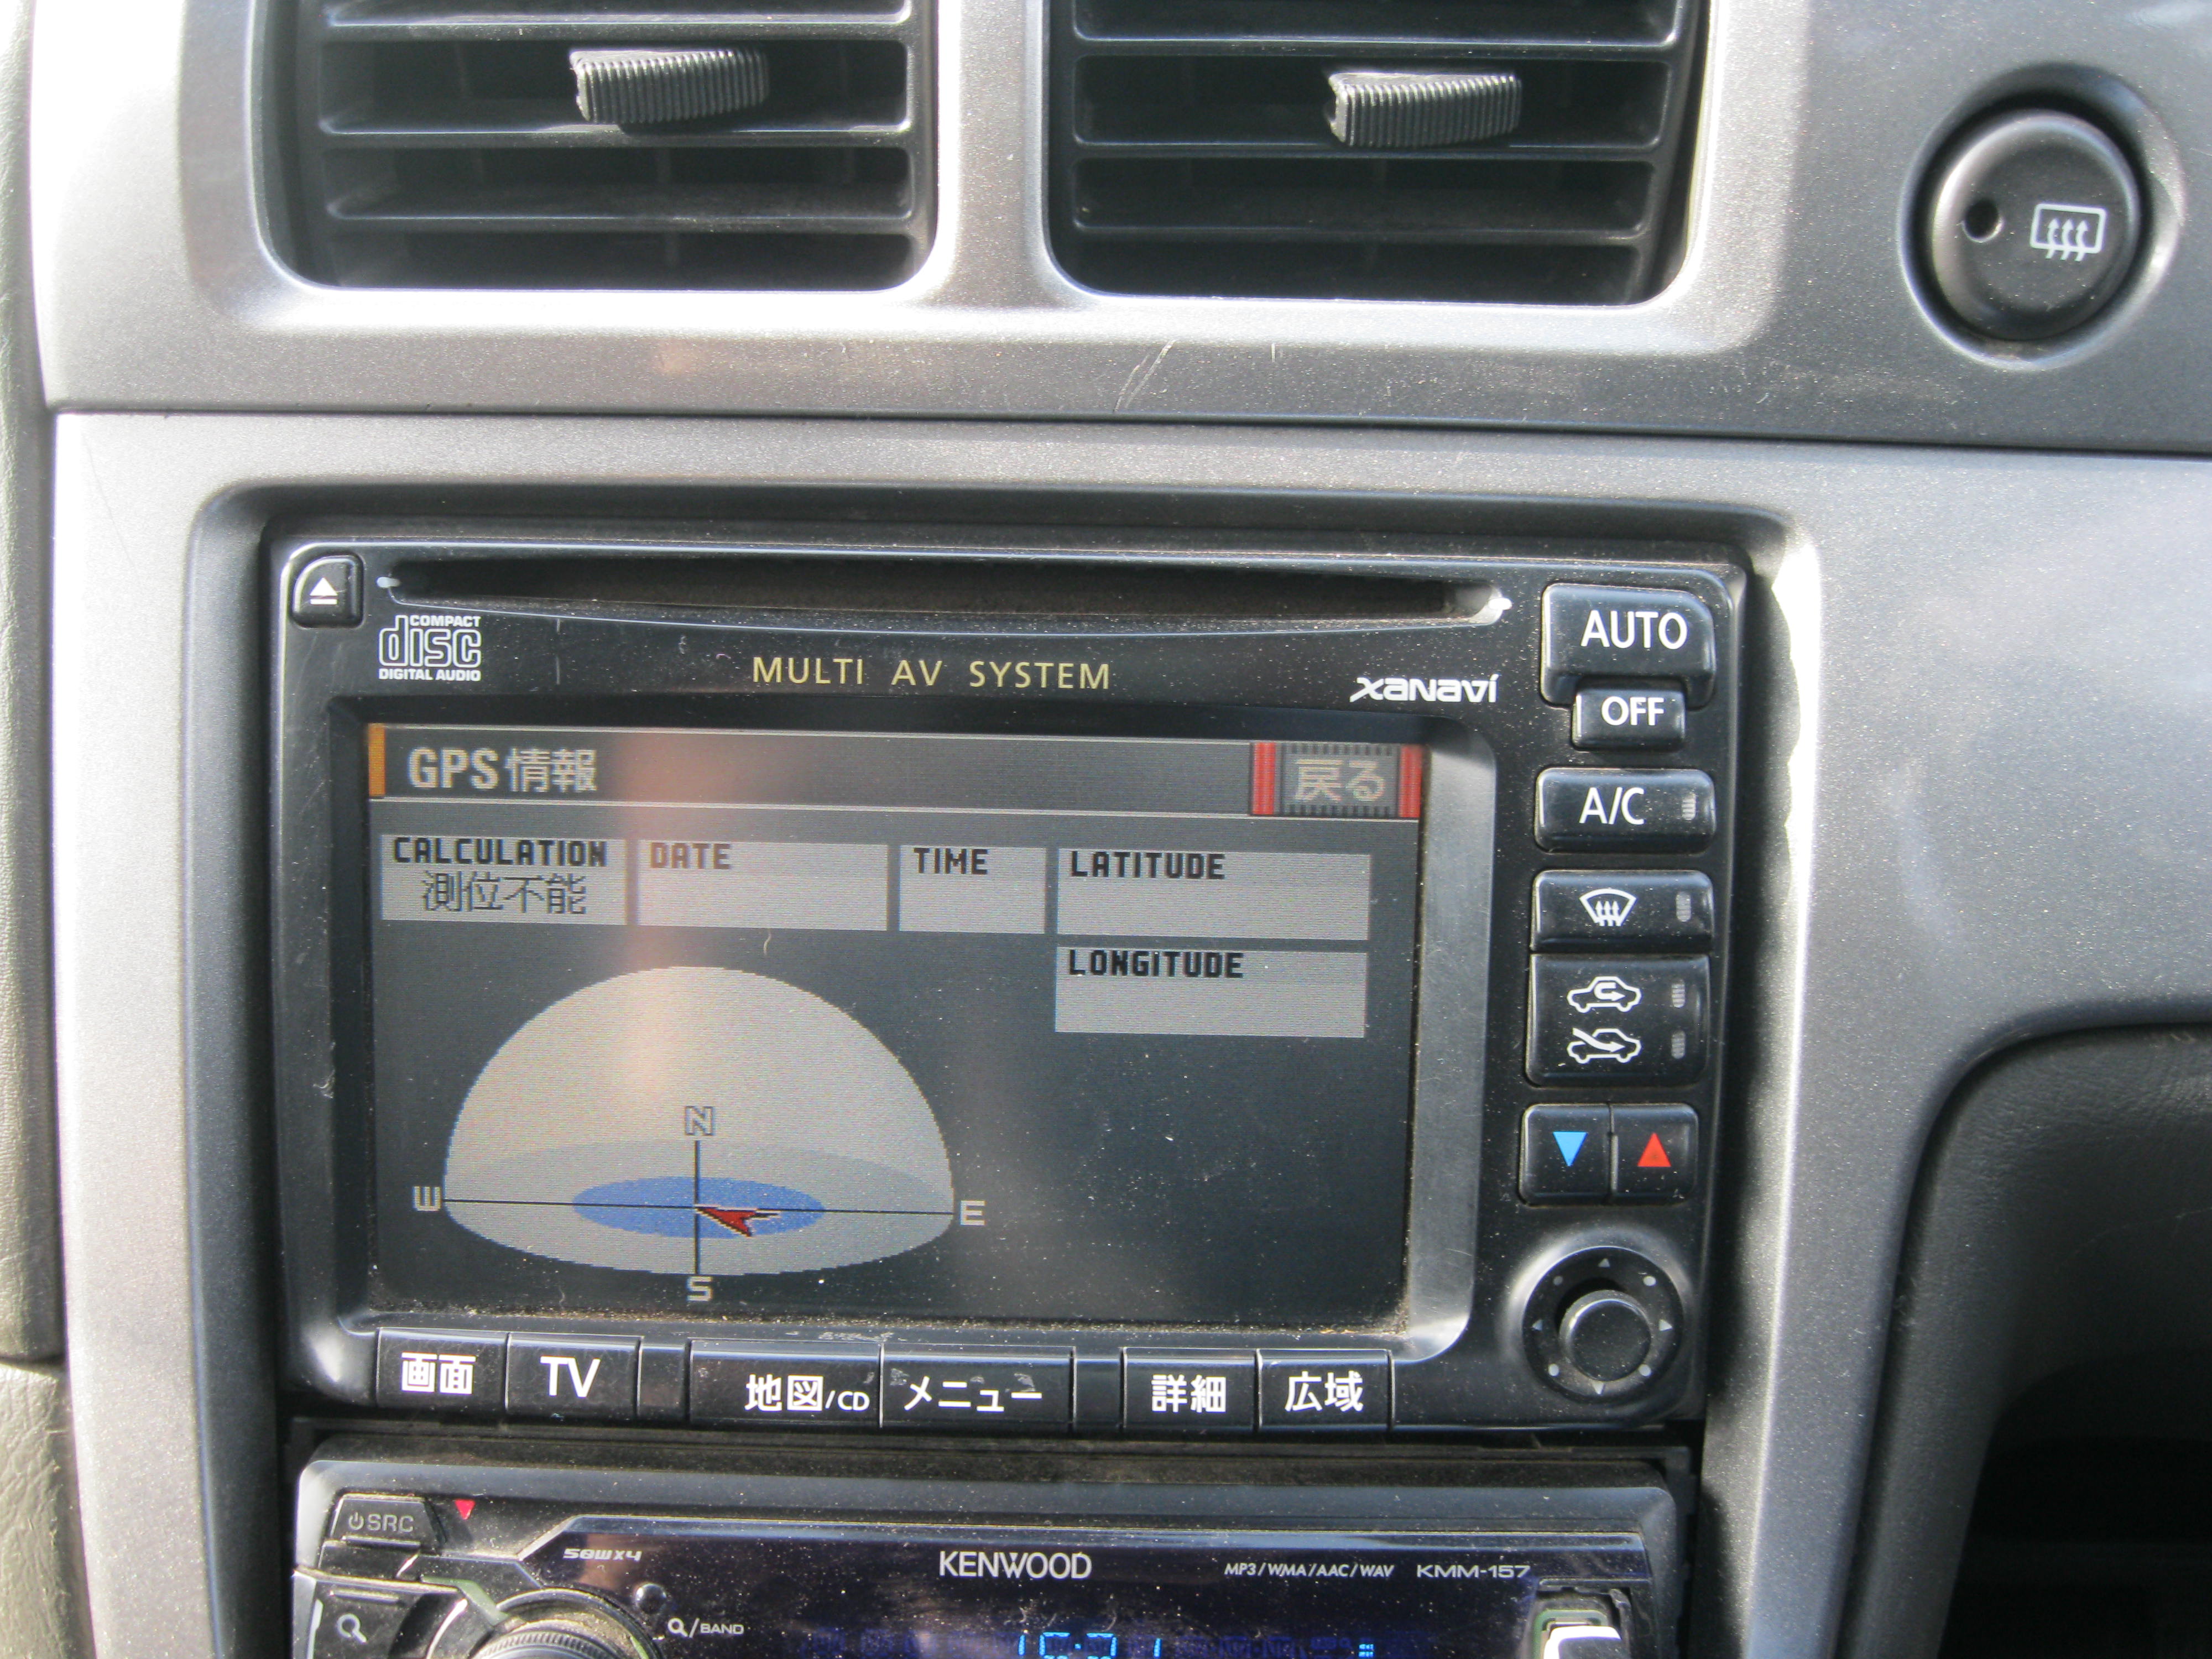 COMPACT
disc
DIGITAL AUDIO
MULTI AV SYSTEM
xanavi
AUTO
OFF
GPS情報
戻る
A/C
CALCULATION
測位不能
DATE
TIME
LATITUDE
LONGITUDE
N
W
E
S
画面
TV
地図/CD
メニュー
詳細
広域
SRC
50W×4
KENWOOD
MP3/WMA/AAC/WAV
KMM-157
/BAND